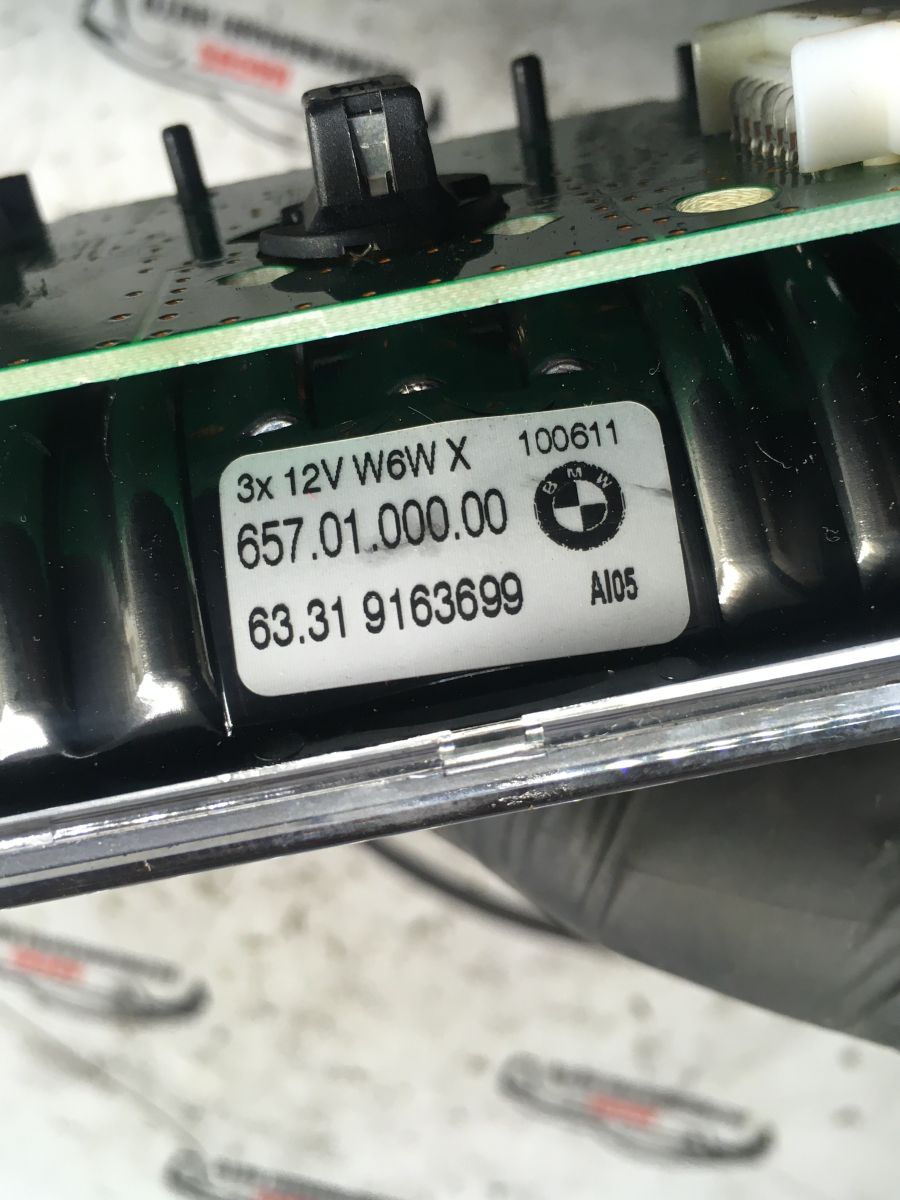 3x 12V W6W X 100611
657.01.000.00
BMW
63.31 9163699 AI05